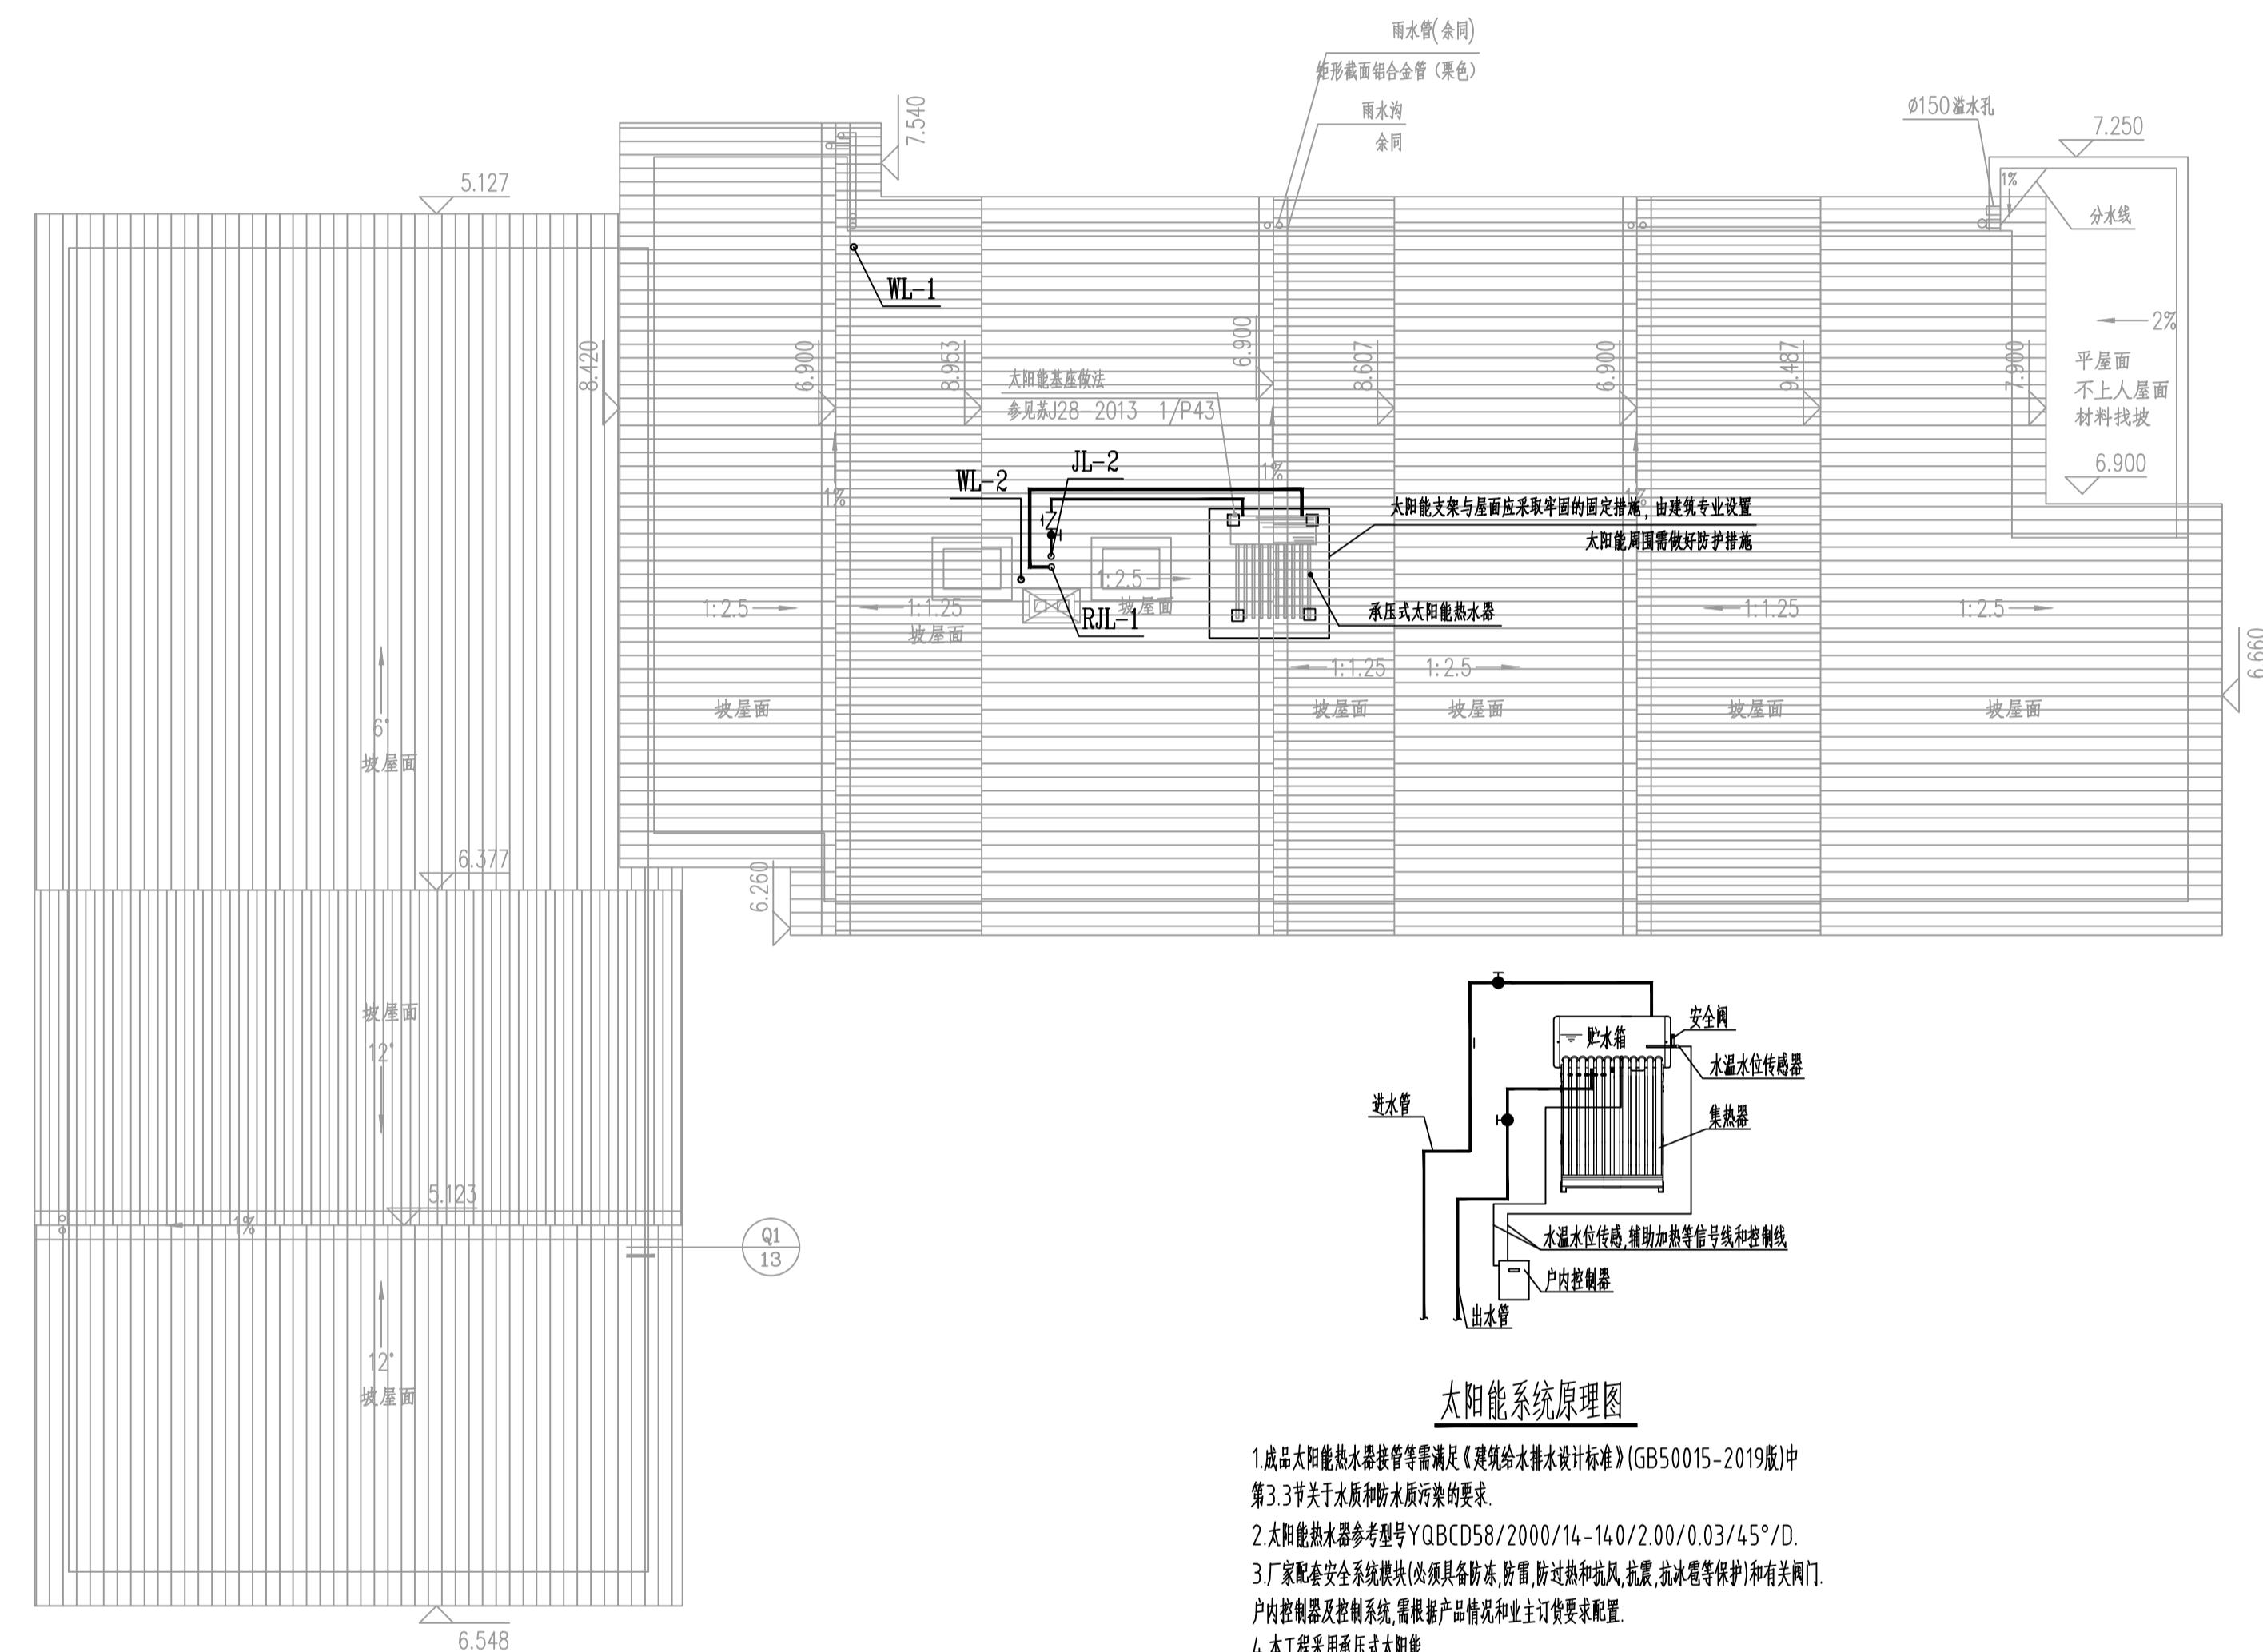 雨水管(余同)
矩形截面铝合金管（栗色）
雨水沟
余同
7.540
Ø150溢水孔
7.250
5.127
1%
分水线
WL-1
2%
平屋面
不上人屋面
材料找坡
6.900
8.420
6.900
8.953
6.900
8.607
6.900
9.487
7.900
太阳能基座做法
参见苏J28 2013 1/P43
WL-2
JL-2
1%
1%
1%
太阳能支架与屋面应采取牢固的固定措施, 由建筑专业设置
太阳能周围需做好防护措施
1:2.5
1:1.25
坡屋面
1:2.5
坡屋面
RJL-1
承压式太阳能热水器
1:1.25
1:2.5
6.660
1:1.25
1:2.5
坡屋面
坡屋面
坡屋面
坡屋面
坡屋面
6°
坡屋面
6.377
6.260
坡屋面
12°
5.123
1%
Q1
13
12°
坡屋面
6.548
贮水箱
安全阀
水温水位传感器
进水管
集热器
水温水位传感,辅助加热等信号线和控制线
户内控制器
出水管
太阳能系统原理图
1.成品太阳能热水器接管等需满足《建筑给水排水设计标准》(GB50015-2019版)中
第3.3节关于水质和防水质污染的要求.
2.太阳能热水器参考型号YQBCD58/2000/14-140/2.00/0.03/45°/D.
3.厂家配套安全系统模块(必须具备防冻,防雷,防过热和抗风,抗震,抗冰雹等保护)和有关阀门.
户内控制器及控制系统,需根据产品情况和业主订货要求配置.
4.本工程采用承压式太阳能